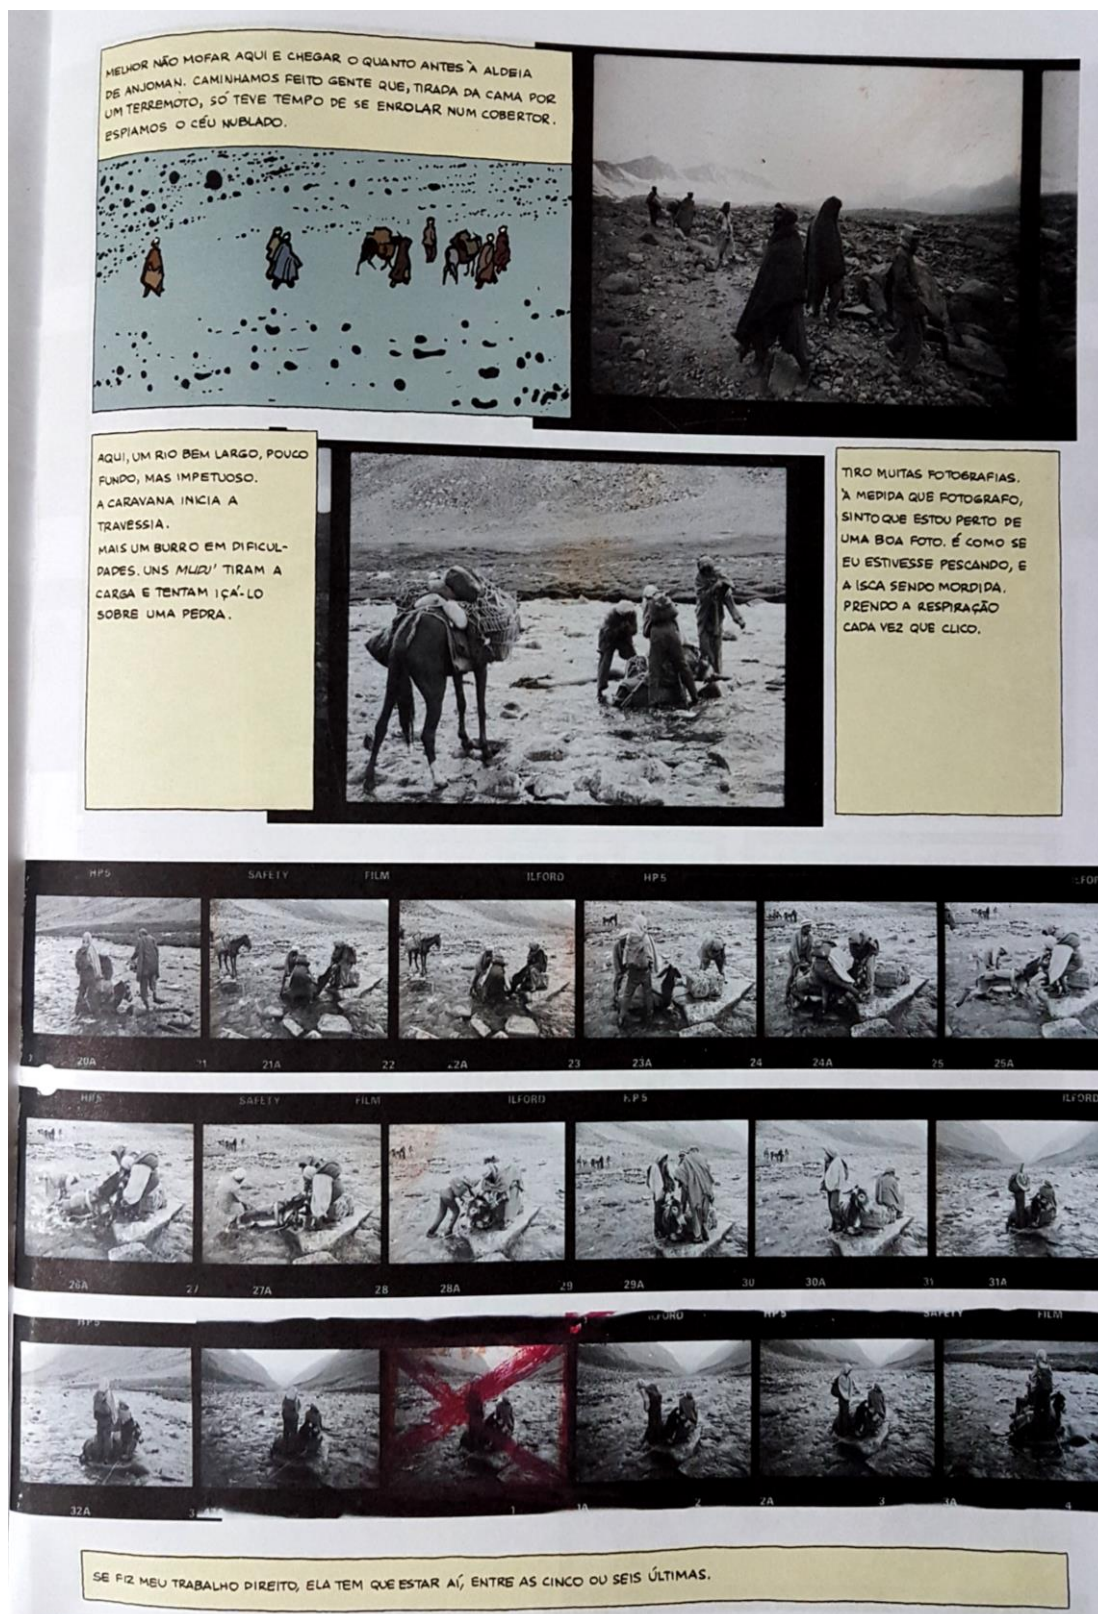 MELHOR NÃO MOFAR AQUI E CHEGAR O QUANTO ANTES À ALDEIA
DE ANJOMAN. CAMINHAMOS FEITO GENTE QUE, TIRADA DA CAMA POR
UM TERREMOTO, SÓ TEVE TEMPO DE SE ENROLAR NUM COBERTOR.
ESPIAMOS O CÉU NUBLADO.
AQUI, UM RIO BEM LARGO, POUCO
FUNDO, MAS IMPETUOSO.
A CARAVANA INICIA A
TRAVESSIA.
MAIS UM BURRO EM DIFICUL-
DADES. UNS MUDJ' TIRAM A
CARGA E TENTAM IÇÁ-LO
SOBRE UMA PEDRA.
TIRO MUITAS FOTOGRAFIAS.
À MEDIDA QUE FOTOGRAFO,
SINTO QUE ESTOU PERTO DE
UMA BOA FOTO. É COMO SE
EU ESTIVESSE PESCANDO, E
A ISCA SENDO MORDIDA.
PRENDO A RESPIRAÇÃO
CADA VEZ QUE CLICO.
HP5 SAFETY FILM ILFORD HP5
20A 21 21A 22 22A 23 23A 24 24A 25 25A
HP5 SAFETY FILM ILFORD HP5 ILFORD
26A 27 27A 28 28A 29 29A 30 30A 31 31A
HP5 ILFORD HP5 SAFETY FILM
32A 1 1A 2 2A 3 3A 4
SE FIZ MEU TRABALHO DIREITO, ELA TEM QUE ESTAR AÍ, ENTRE AS CINCO OU SEIS ÚLTIMAS.